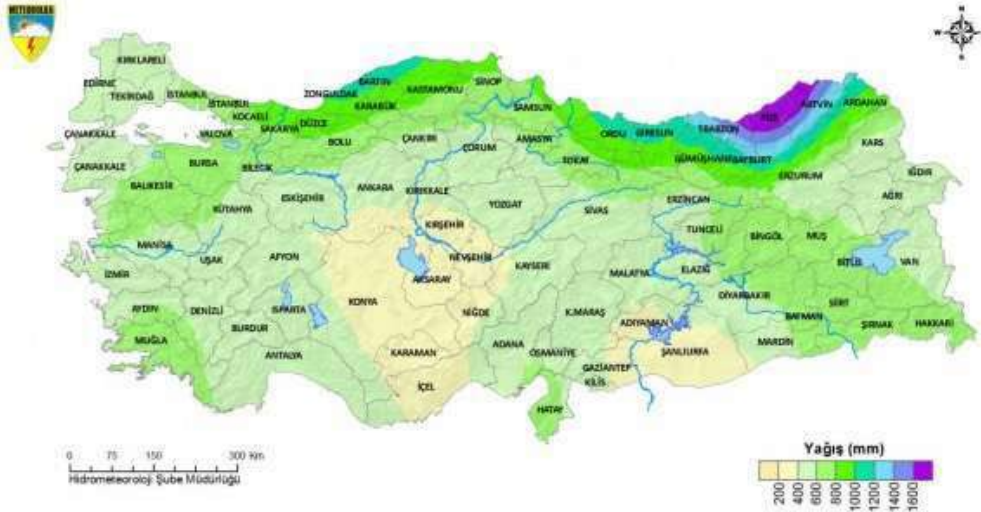 METEOROLOJİ
N
W E
S
KIRKLARELİ
EDİRNE
TEKİRDAĞ
İSTANBUL
İSTANBUL
KOCAELİ
YALOVA
SAKARYA
DÜZCE
ZONGULDAK
BARTIN
KARABÜK
KASTAMONU
SİNOP
SAMSUN
ORDU
GİRESUN
TRABZON
RİZE
ARTVİN
ARDAHAN
ÇANAKKALE
ÇANAKKALE
BURSA
BİLECİK
BOLU
ÇANKIRI
ÇORUM
AMASYA
TOKAT
GÜMÜŞHANE
BAYBURT
ERZURUM
KARS
IĞDIR
AĞRI
BALIKESİR
KÜTAHYA
ESKİŞEHİR
ANKARA
KIRIKKALE
YOZGAT
SİVAS
ERZİNCAN
TUNCELİ
BİNGÖL
MUŞ
BİTLİS
VAN
MANİSA
UŞAK
AFYON
KIRŞEHİR
NEVŞEHİR
KAYSERİ
MALATYA
ELAZIĞ
DİYARBAKIR
SİİRT
BATMAN
ŞIRNAK
HAKKARİ
İZMİR
AYDIN
DENİZLİ
ISPARTA
KONYA
AKSARAY
NİĞDE
K.MARAŞ
ADIYAMAN
ŞANLIURFA
MARDİN
MUĞLA
BURDUR
ANTALYA
KARAMAN
İÇEL
ADANA
OSMANİYE
GAZİANTEP
KİLİS
HATAY
0 75 150 300 Km
Hidrometeoroloji Şube Müdürlüğü
Yağış (mm)
200 400 600 800 1000 1200 1400 1600